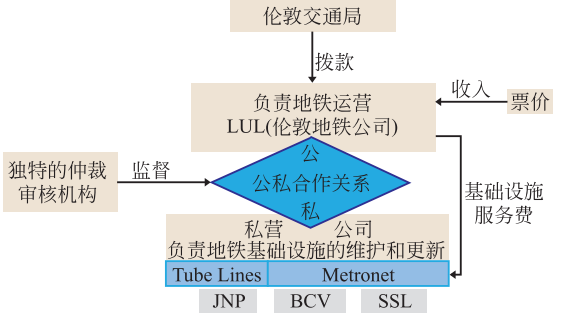 伦敦交通局
拨款
负责地铁运营
LUL(伦敦地铁公司)
收入
票价
独特的仲裁
审核机构
监督
公
公私合作关系
私
基础设施
服务费
私营 公司
负责地铁基础设施的维护和更新
Tube Lines Metronet
JNP BCV SSL